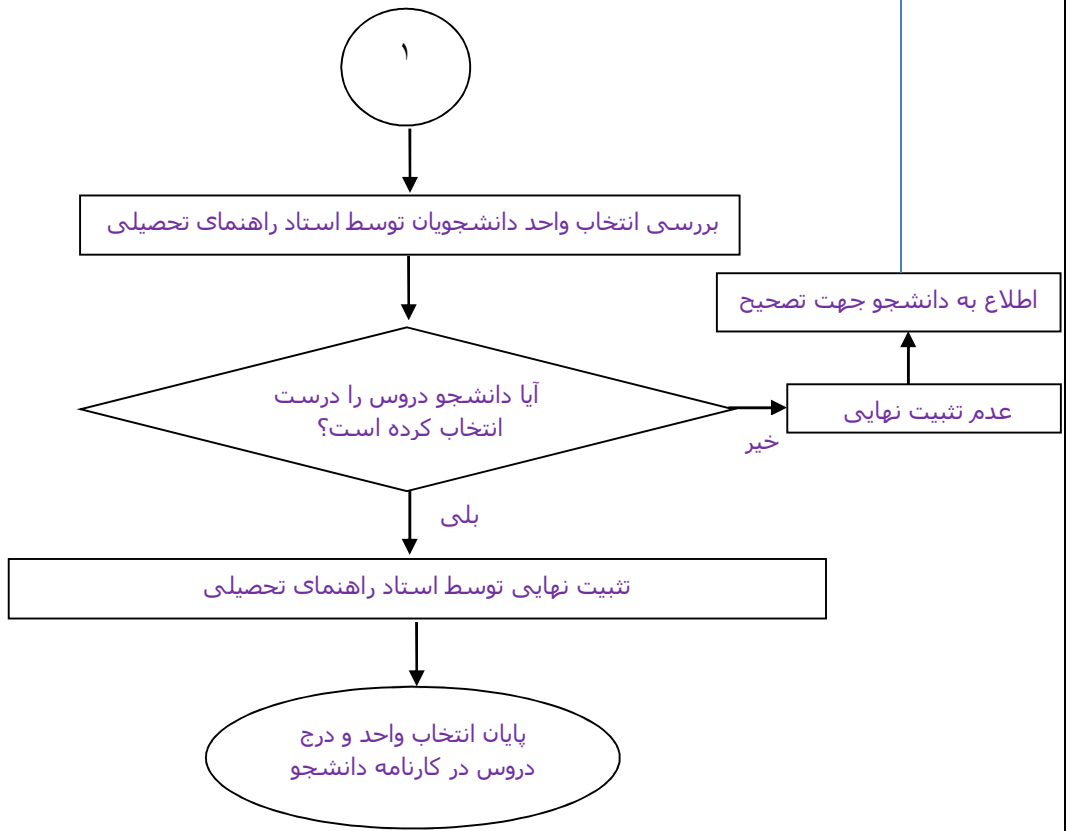 ۱
بررسی انتخاب واحد دانشجویان توسط استاد راهنمای تحصیلی
اطلاع به دانشجو جهت تصحیح
آیا دانشجو دروس را درست
انتخاب کرده است؟
عدم تثبیت نهایی
خیر
بلی
تثبیت نهایی توسط استاد راهنمای تحصیلی
پایان انتخاب واحد و درج
دروس در کارنامه دانشجو